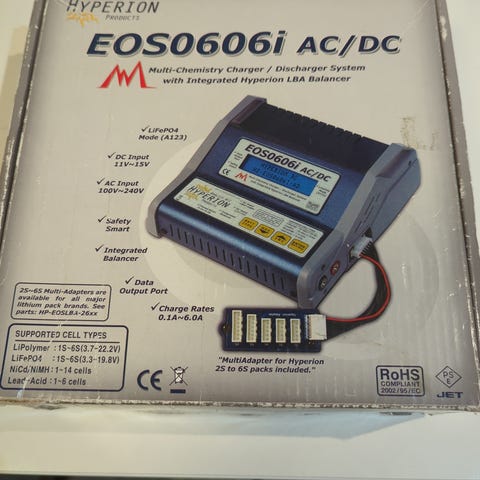 HYPERION
PRODUCTS
EOS0606i AC/DC
Multi-Chemistry Charger / Discharger System
with Integrated Hyperion LBA Balancer
✓ LiFePO4
Mode (A123)
✓ DC Input
11V~15V
✓ AC Input
100V~240V
✓ Safety
Smart
✓ Integrated
Balancer
✓ Data
Output Port
✓ Charge Rates
0.1A~6.0A
EOS0606i AC/DC
HYPERION
2S~6S Multi-Adapters are
available for all major
lithium pack brands. See
parts: HP-EOSLBA-26xx
SUPPORTED CELL TYPES
LiPolymer : 1S-6S(3.7-22.2V)
LiFePO4 : 1S-6S(3.3-19.8V)
NiCd/NiMH : 1-14 cells
Lead-Acid : 1-6 cells
"MultiAdapter for Hyperion
2S to 6S packs included."
CE
RoHS
COMPLIANT
2002/95/EC
PS
E
JET